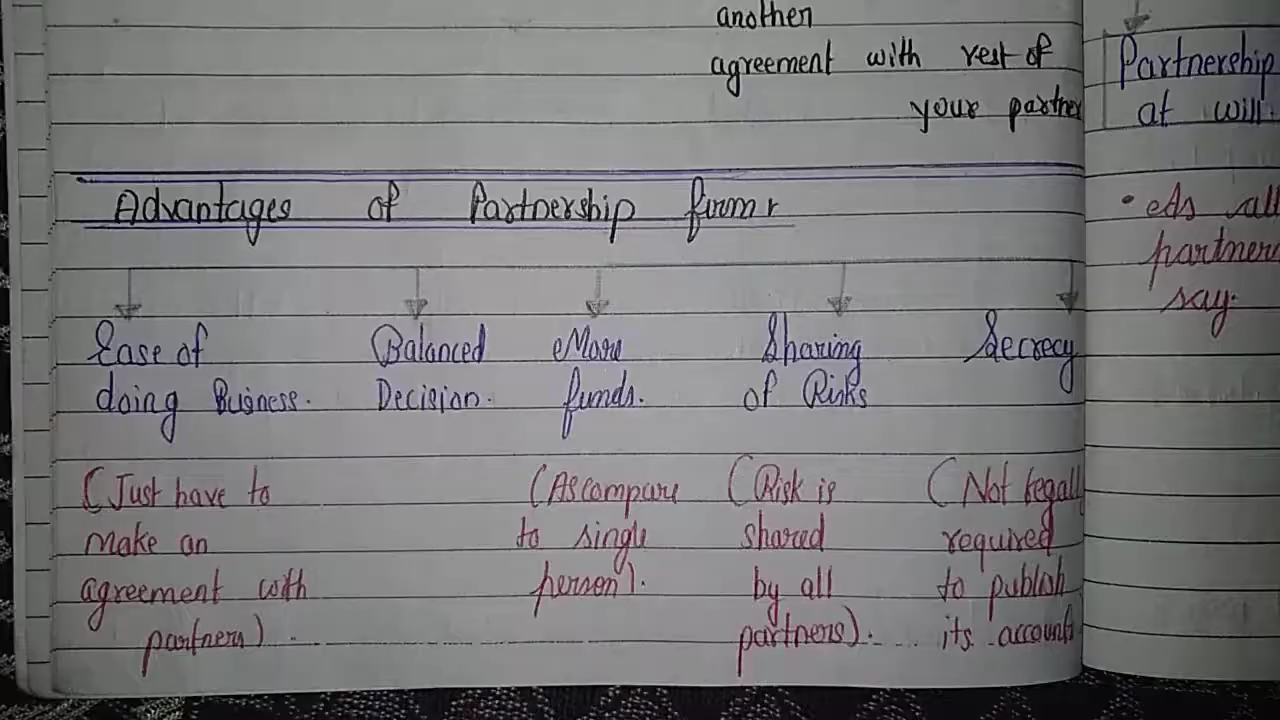 another
agreement with rest of
your partner
Advantages of Partnership firm
Ease of
doing Business.
Balanced
Decision.
More
funds.
Sharing
of Risks
Secrecy
(Just have to
make an
agreement with
partners)
(As compare
to single
person).
(Risk is
shared
by all
partners).
(Not legally
required
to publish
its accounts
Partnership
at will.
• As all
partners
say.